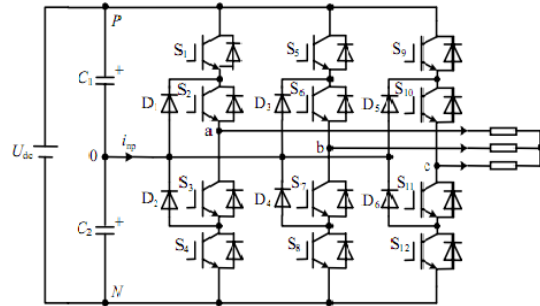 P
S1 S5 S9
C1 +
D1 S2 D3 S6 D5 S10
a
Udc 0 inp b
c
D2 S3 D4 S7 D6 S11
C2 +
S4 S8 S12
N